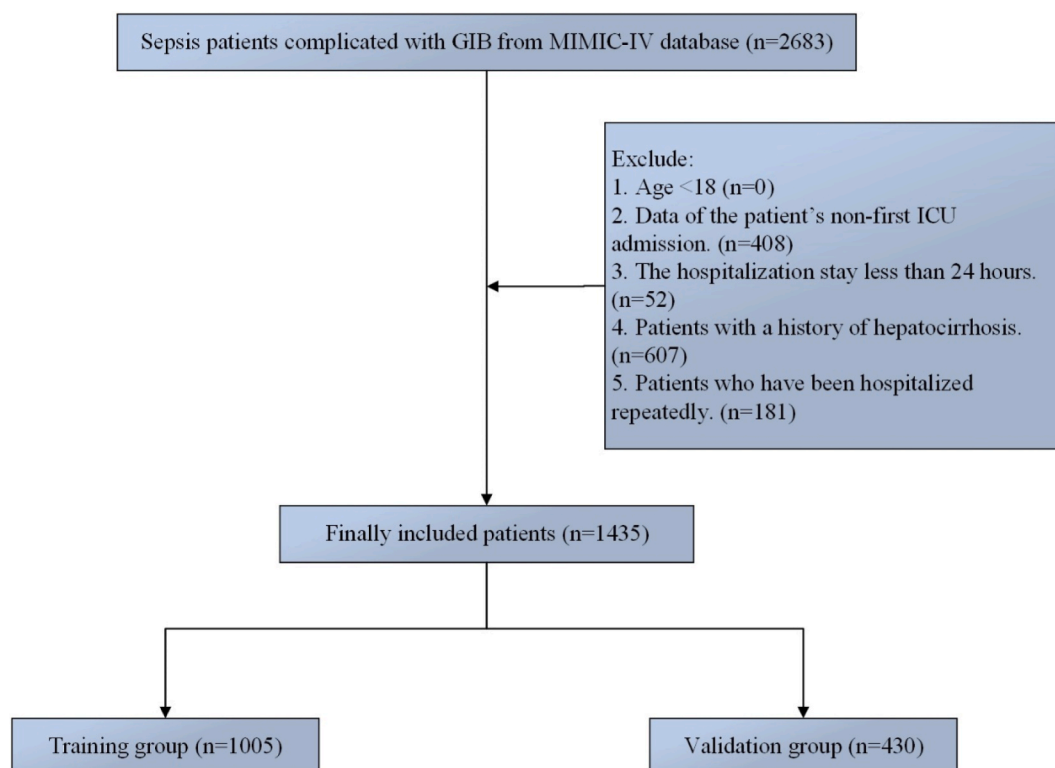 Sepsis patients complicated with GIB from MIMIC-IV database (n=2683)
Exclude:
1. Age <18 (n=0)
2. Data of the patient’s non-first ICU
admission. (n=408)
3. The hospitalization stay less than 24 hours.
(n=52)
4. Patients with a history of hepatocirrhosis.
(n=607)
5. Patients who have been hospitalized
repeatedly. (n=181)
Finally included patients (n=1435)
Training group (n=1005)
Validation group (n=430)